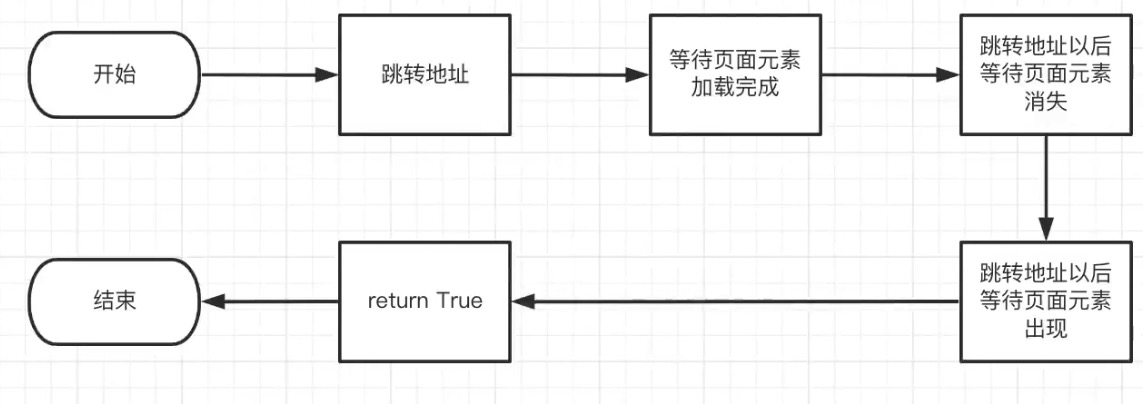 开始
跳转地址
等待页面元素
加载完成
跳转地址以后
等待页面元素
消失
跳转地址以后
等待页面元素
出现
return True
结束